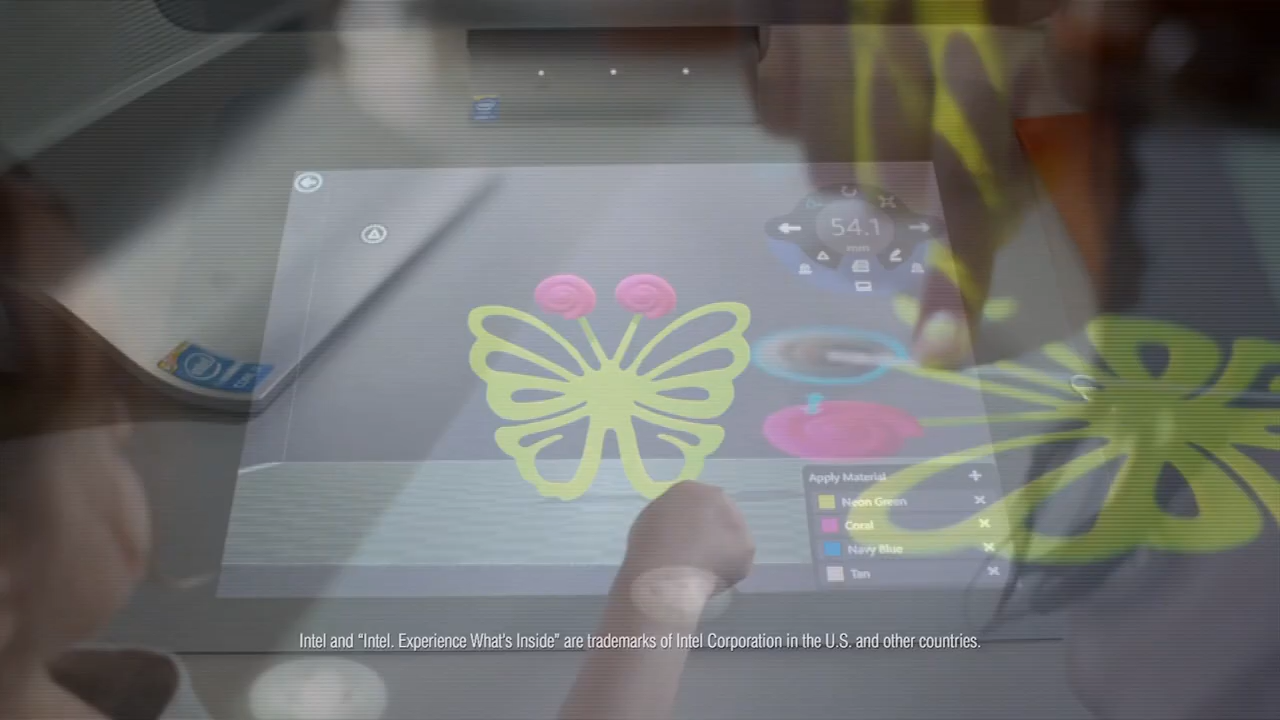 54.1
mm
Apply Material
Neon Green
Coral
Navy Blue
Tan
Intel and “Intel. Experience What’s Inside” are trademarks of Intel Corporation in the U.S. and other countries.